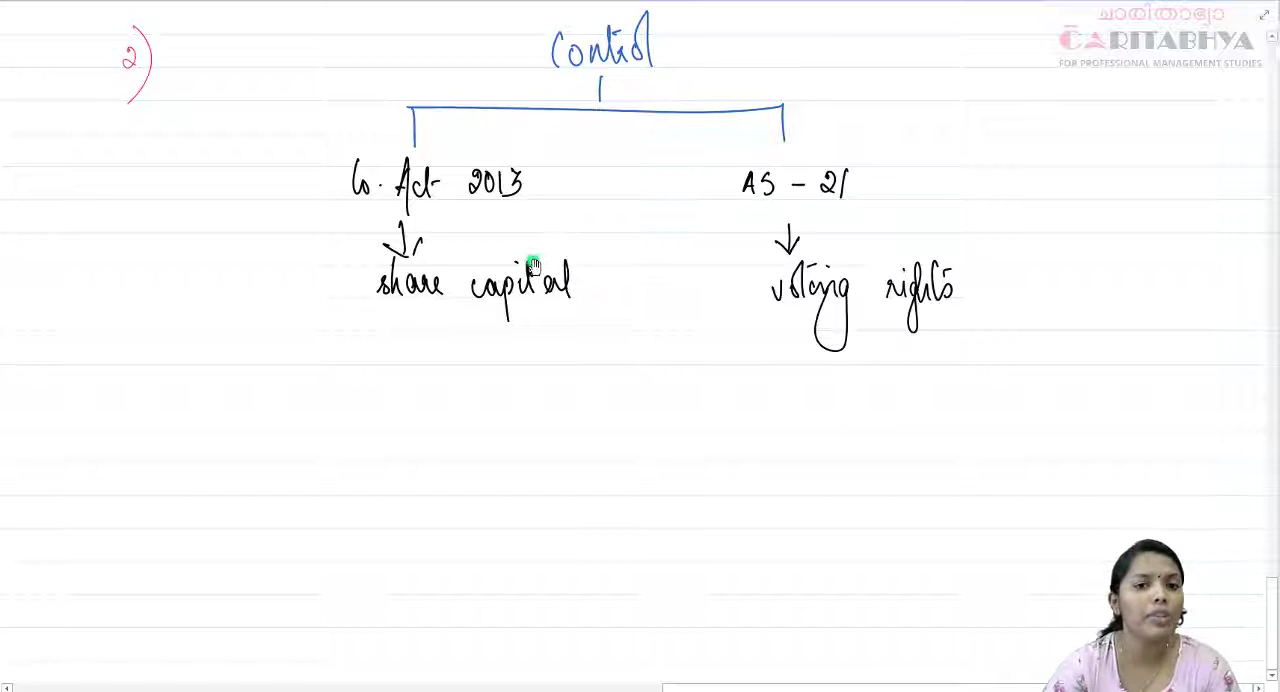 ചാരിതാഭ്യാ
CARITABHYA
FOR PROFESSIONAL MANAGEMENT STUDIES
2)
Control
Co. Act 2013
AS - 21
share capital
voting rights